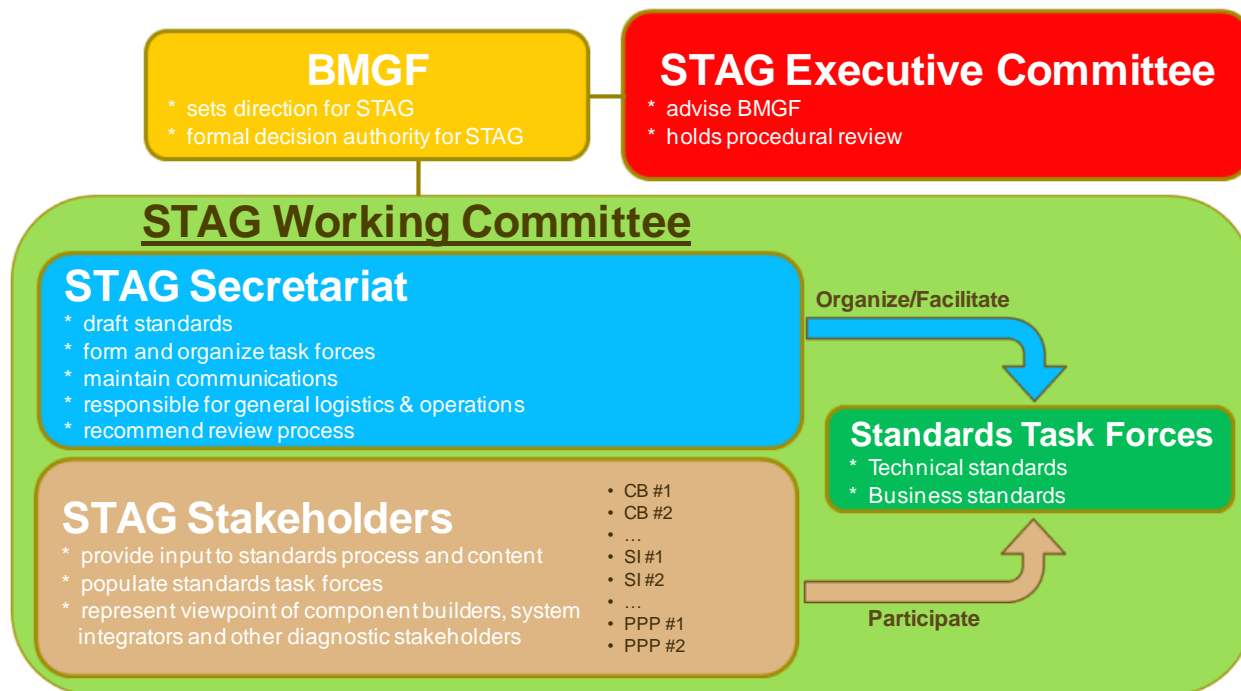 BMGF
* sets direction for STAG
* formal decision authority for STAG
STAG Executive Committee
* advise BMGF
* holds procedural review
STAG Working Committee
STAG Secretariat
* draft standards
* form and organize task forces
* maintain communications
* responsible for general logistics & operations
* recommend review process
Organize/Facilitate
Standards Task Forces
* Technical standards
* Business standards
STAG Stakeholders
* provide input to standards process and content
* populate standards task forces
* represent viewpoint of component builders, system
integrators and other diagnostic stakeholders
• CB #1
• CB #2
• …
• SI #1
• SI #2
• …
• PPP #1
• PPP #2
Participate